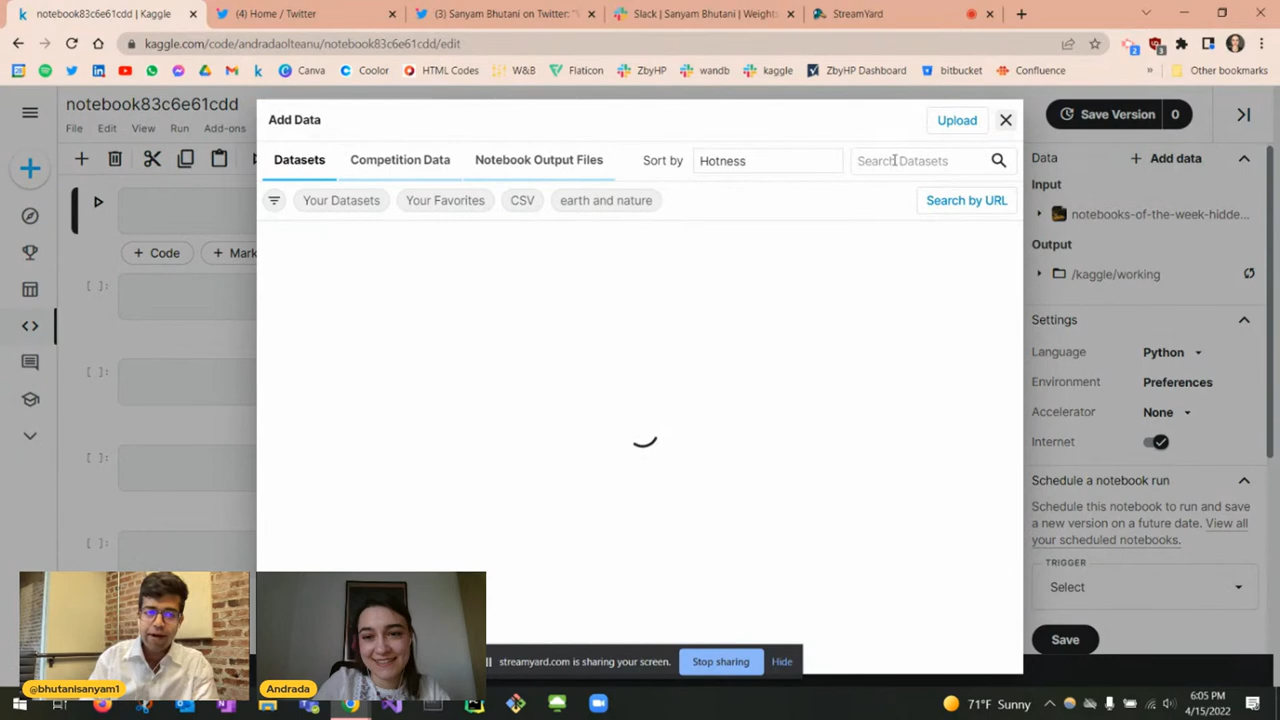 notebook83c6e61cdd | Kaggle
(4) Home / Twitter
(3) Sanyam Bhutani on Twitter: "
Slack | Sanyam Bhutani | Weight
StreamYard
kaggle.com/code/andradaolteanu/notebook83c6e61cdd/edit
Canva
Coolor
HTML Codes
W&B
Flaticon
ZbyHP
wandb
kaggle
ZbyHP Dashboard
bitbucket
Confluence
»
Other bookmarks
notebook83c6e61cdd
File Edit View Run Add-ons
Save Version 0
Add Data
Upload
Datasets
Competition Data
Notebook Output Files
Sort by
Hotness
Search Datasets
Your Datasets
Your Favorites
CSV
earth and nature
Search by URL
+ Code
+ Mark
[ ]:
[ ]:
[ ]:
[ ]:
Data
+ Add data
Input
notebooks-of-the-week-hidde...
Output
/kaggle/working
Settings
Language Python
Environment Preferences
Accelerator None
Internet
Schedule a notebook run
Schedule this notebook to run and save
a new version on a future date. View all
your scheduled notebooks.
TRIGGER
Select
Save
@bhutanisanyam1
Andrada
streamyard.com is sharing your screen.
Stop sharing
Hide
71°F Sunny
6:05 PM
4/15/2022